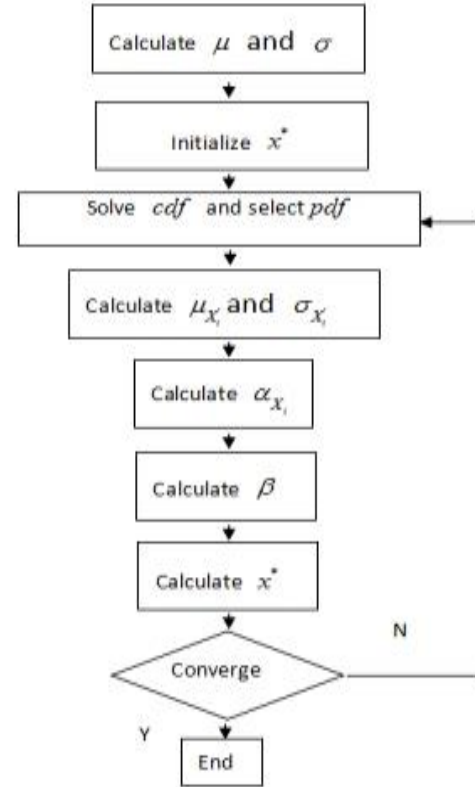 Calculate μ and σ
Initialize x*
Solve cdf and select pdf
Calculate μ_{X_i'} and σ_{X_i'}
Calculate α_{X_i}
Calculate β
Calculate x*
N
Converge
Y
End